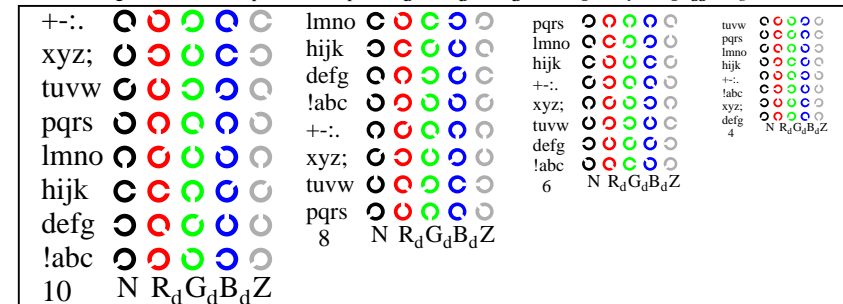 +-:.
xyz;
tuvw
pqrs
lmno
hijk
defg
!abc
10 N RdGdBdZ
lmno
hijk
defg
!abc
+-:.
xyz;
tuvw
pqrs
8 N RdGdBdZ
pqrs
lmno
hijk
+-:.
xyz;
tuvw
defg
!abc
6 N RdGdBdZ
tuvw
pqrs
lmno
hijk
+-:.
!abc
xyz;
defg
4 N RdGdBdZ